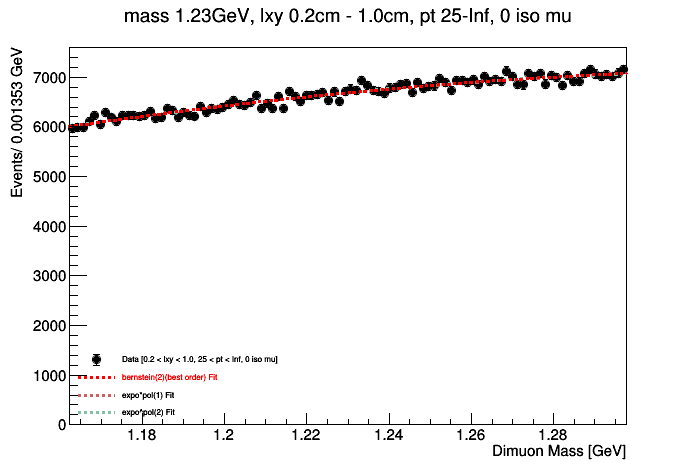 mass 1.23GeV, lxy 0.2cm - 1.0cm, pt 25-Inf, 0 iso mu
Events/ 0.001353 GeV
7000
6000
5000
4000
3000
2000
1000
0
Data [0.2 < lxy < 1.0, 25 < pt < Inf, 0 iso mu]
bernstein(2)(best order) Fit
expo*pol(1) Fit
expo*pol(2) Fit
1.18 1.2 1.22 1.24 1.26 1.28
Dimuon Mass [GeV]